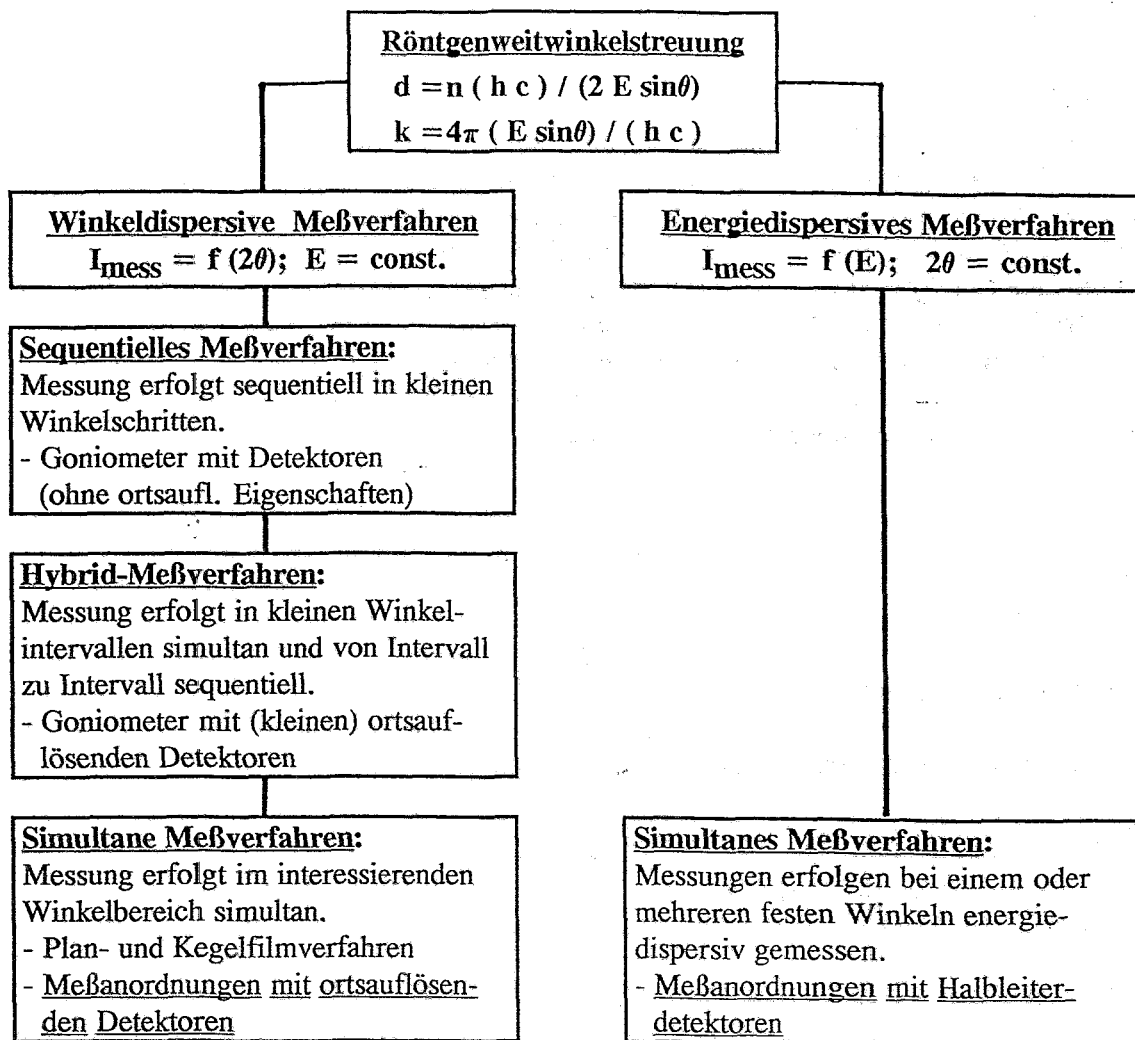 Röntgenweitwinkelstreuung
d =n ( h c ) / (2 E sinθ)
k =4π ( E sinθ) / ( h c )
Winkeldispersive Meßverfahren
I_mess = f (2θ); E = const.
Sequentielles Meßverfahren:
Messung erfolgt sequentiell in kleinen
Winkelschritten.
- Goniometer mit Detektoren
(ohne ortsaufl. Eigenschaften)
Hybrid-Meßverfahren:
Messung erfolgt in kleinen Winkel-
intervallen simultan und von Intervall
zu Intervall sequentiell.
- Goniometer mit (kleinen) ortsauf-
lösenden Detektoren
Simultane Meßverfahren:
Messung erfolgt im interessierenden
Winkelbereich simultan.
- Plan- und Kegelfilmverfahren
- Meßanordnungen mit ortsauflösen-
den Detektoren
Energiedispersives Meßverfahren
I_mess = f (E); 2θ = const.
Simultanes Meßverfahren:
Messungen erfolgen bei einem oder
mehreren festen Winkeln energie-
dispersiv gemessen.
- Meßanordnungen mit Halbleiter-
detektoren